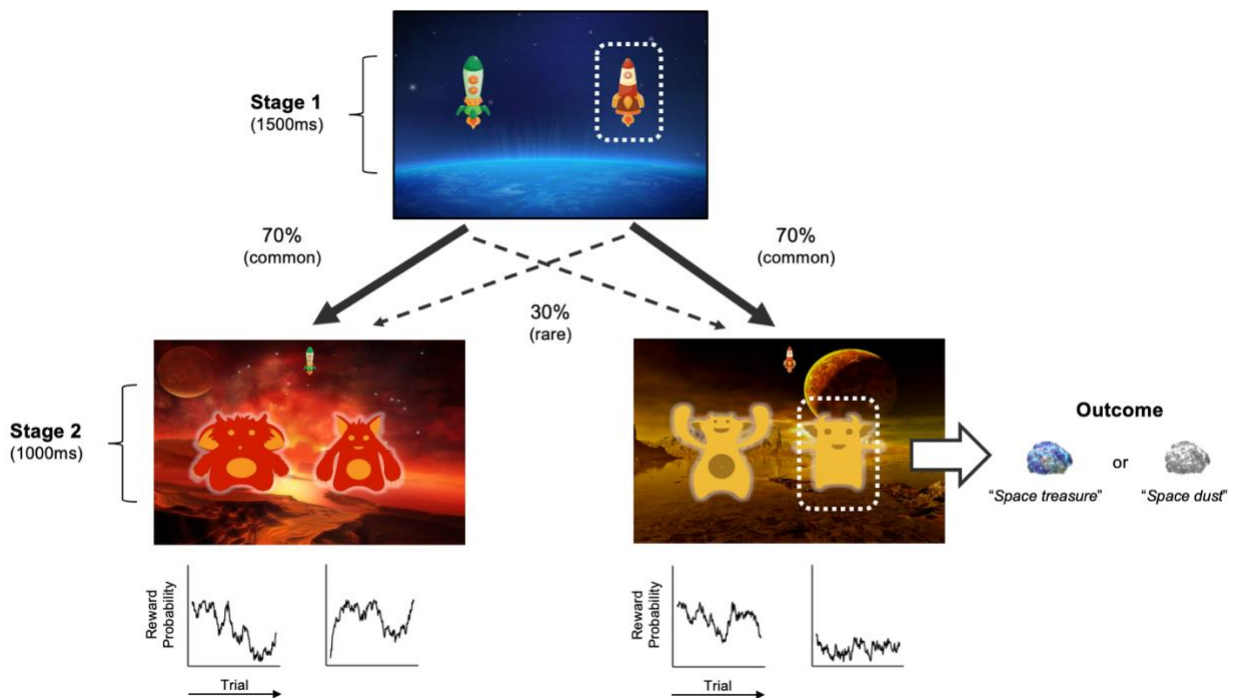 Stage 1
(1500ms)
70%
(common)
70%
(common)
30%
(rare)
Stage 2
(1000ms)
Outcome
or
“Space treasure”
“Space dust”
Reward
Probability
Trial
Reward
Probability
Trial